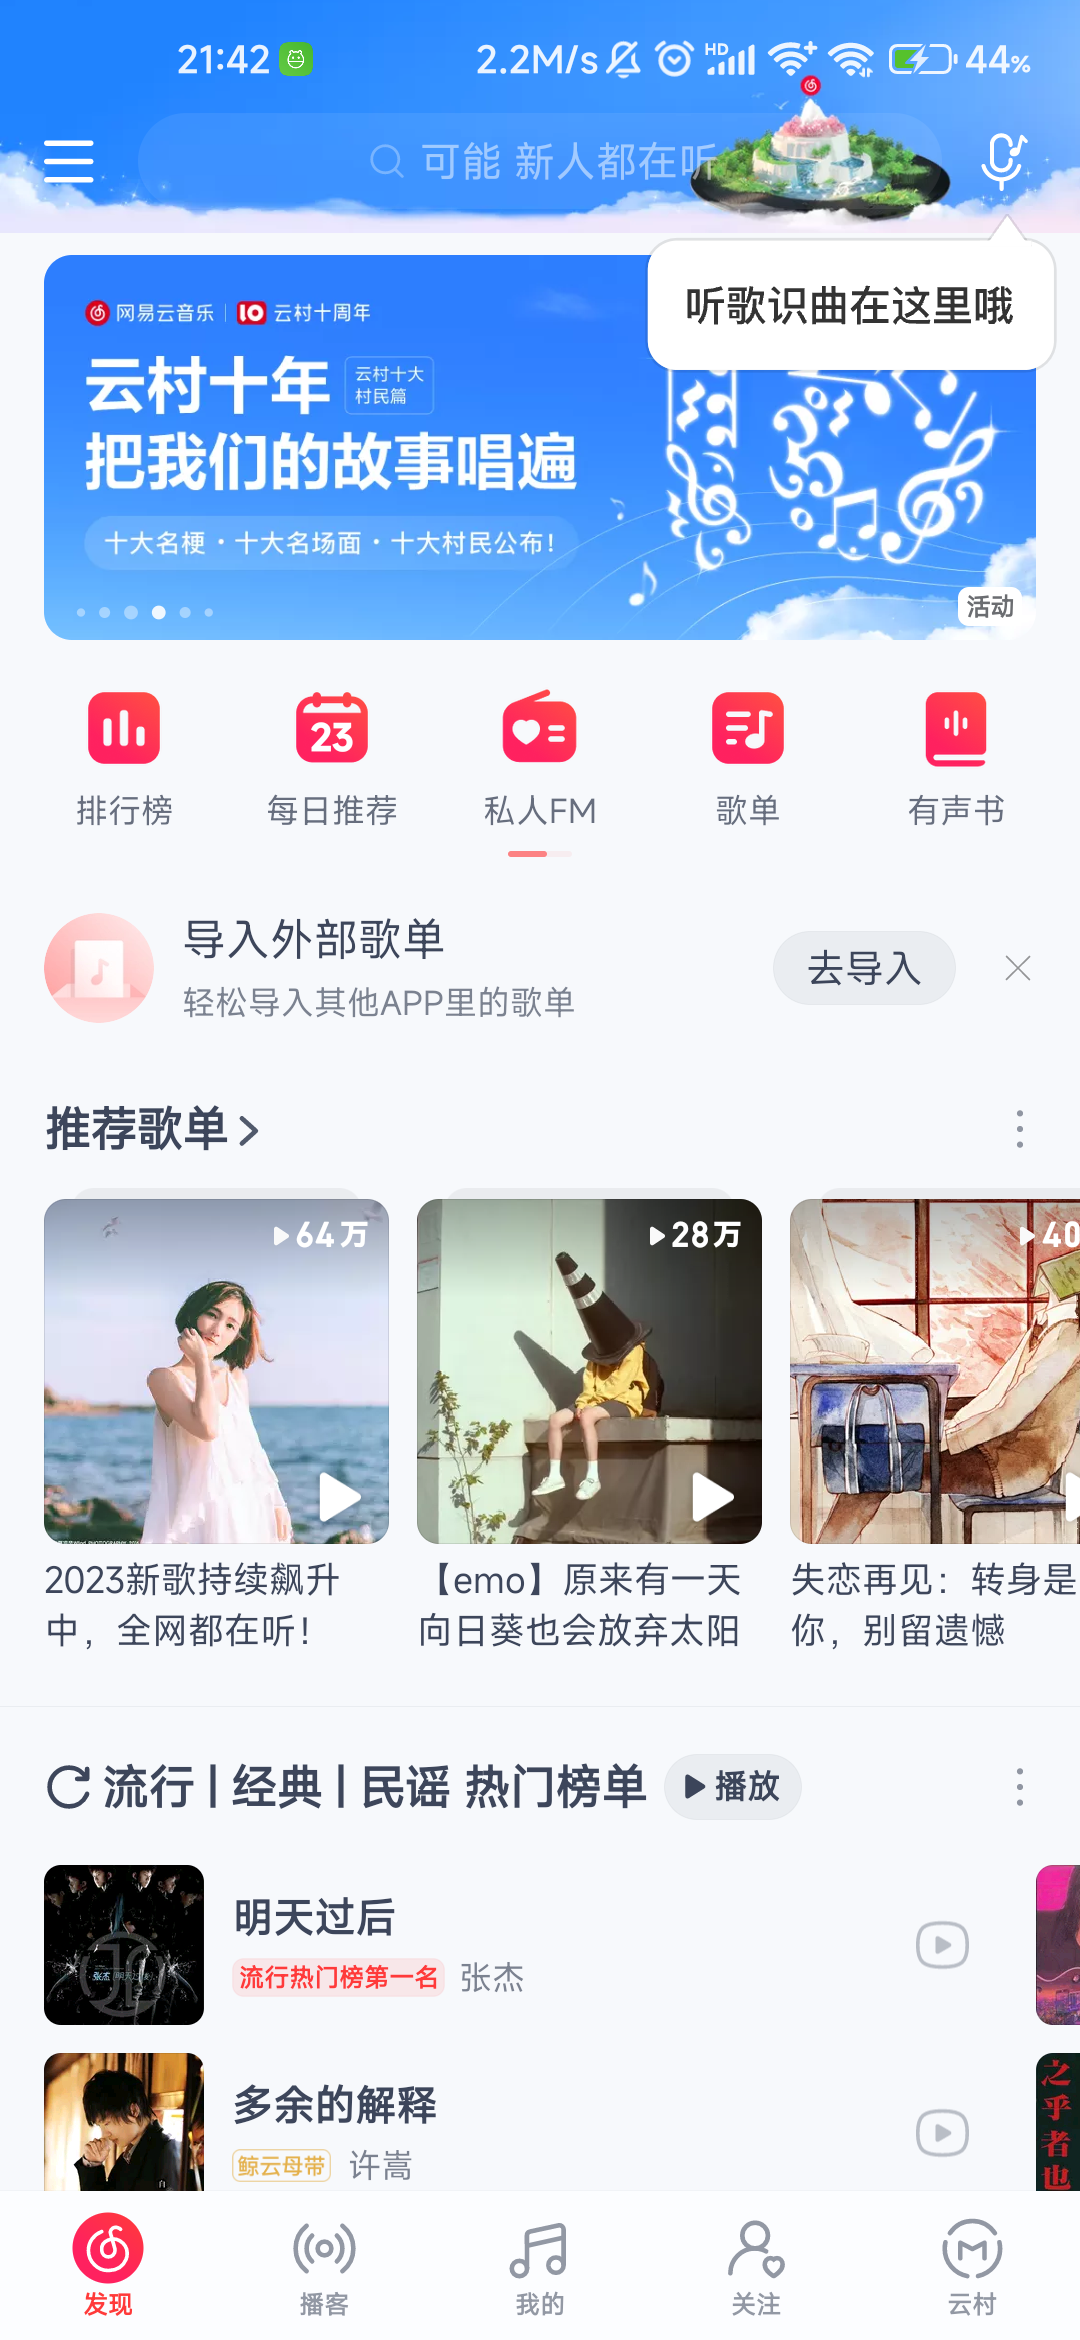 21:42
2.2M/s HD 44%
可能 新人都在听
听歌识曲在这里哦
网易云音乐 | 10 云村十周年
云村十年 云村十大村民篇
把我们的故事唱遍
十大名梗·十大名场面·十大村民公布！
活动
23
排行榜 每日推荐 私人FM 歌单 有声书
导入外部歌单
轻松导入其他APP里的歌单
去导入
推荐歌单
64万 28万 40
2023新歌持续飙升中，全网都在听！
【emo】原来有一天向日葵也会放弃太阳
失恋再见：转身是你，别留遗憾
流行 | 经典 | 民谣 热门榜单 播放
明天过后
流行热门榜第一名 张杰
多余的解释
鲸云母带 许嵩
之乎者也
发现 播客 我的 关注 云村